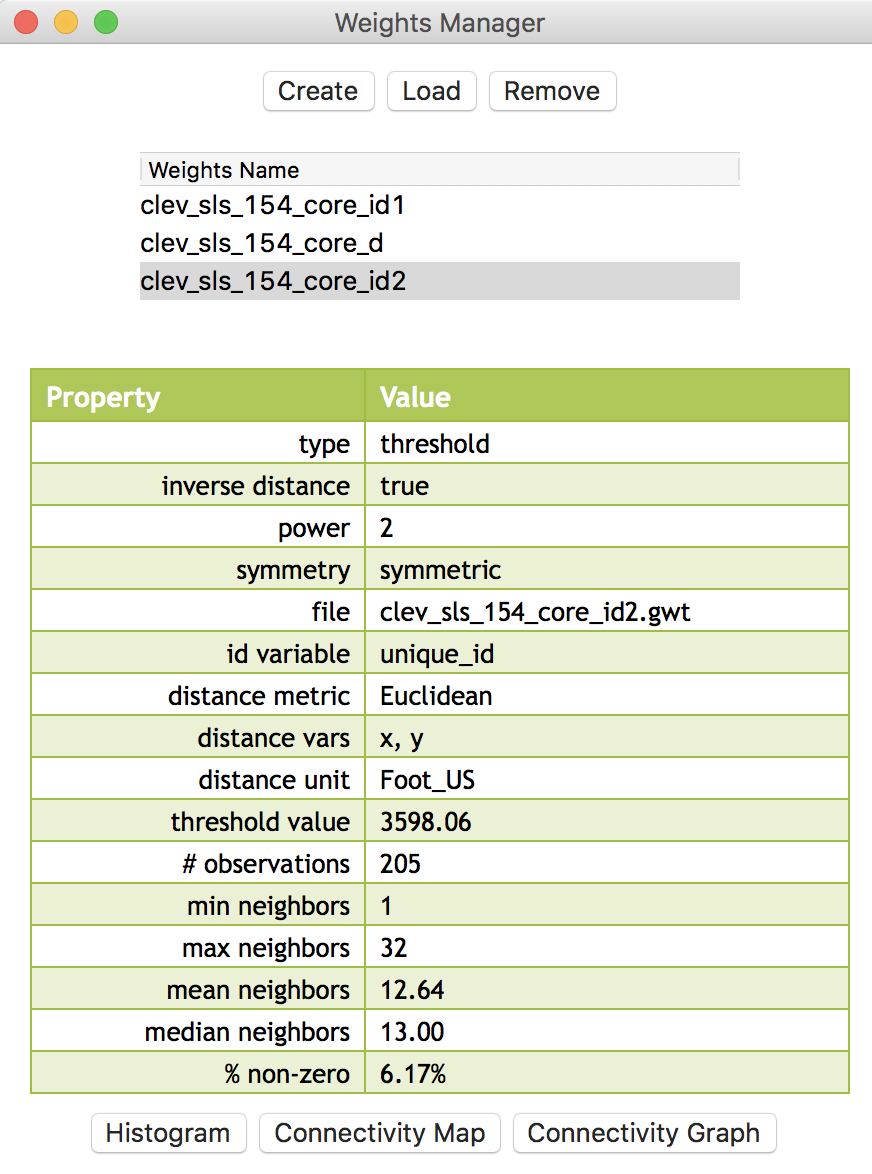 Weights Manager
Create Load Remove
Weights Name
clev_sls_154_core_id1
clev_sls_154_core_d
clev_sls_154_core_id2
Property Value
type threshold
inverse distance true
power 2
symmetry symmetric
file clev_sls_154_core_id2.gwt
id variable unique_id
distance metric Euclidean
distance vars x, y
distance unit Foot_US
threshold value 3598.06
# observations 205
min neighbors 1
max neighbors 32
mean neighbors 12.64
median neighbors 13.00
% non-zero 6.17%
Histogram Connectivity Map Connectivity Graph